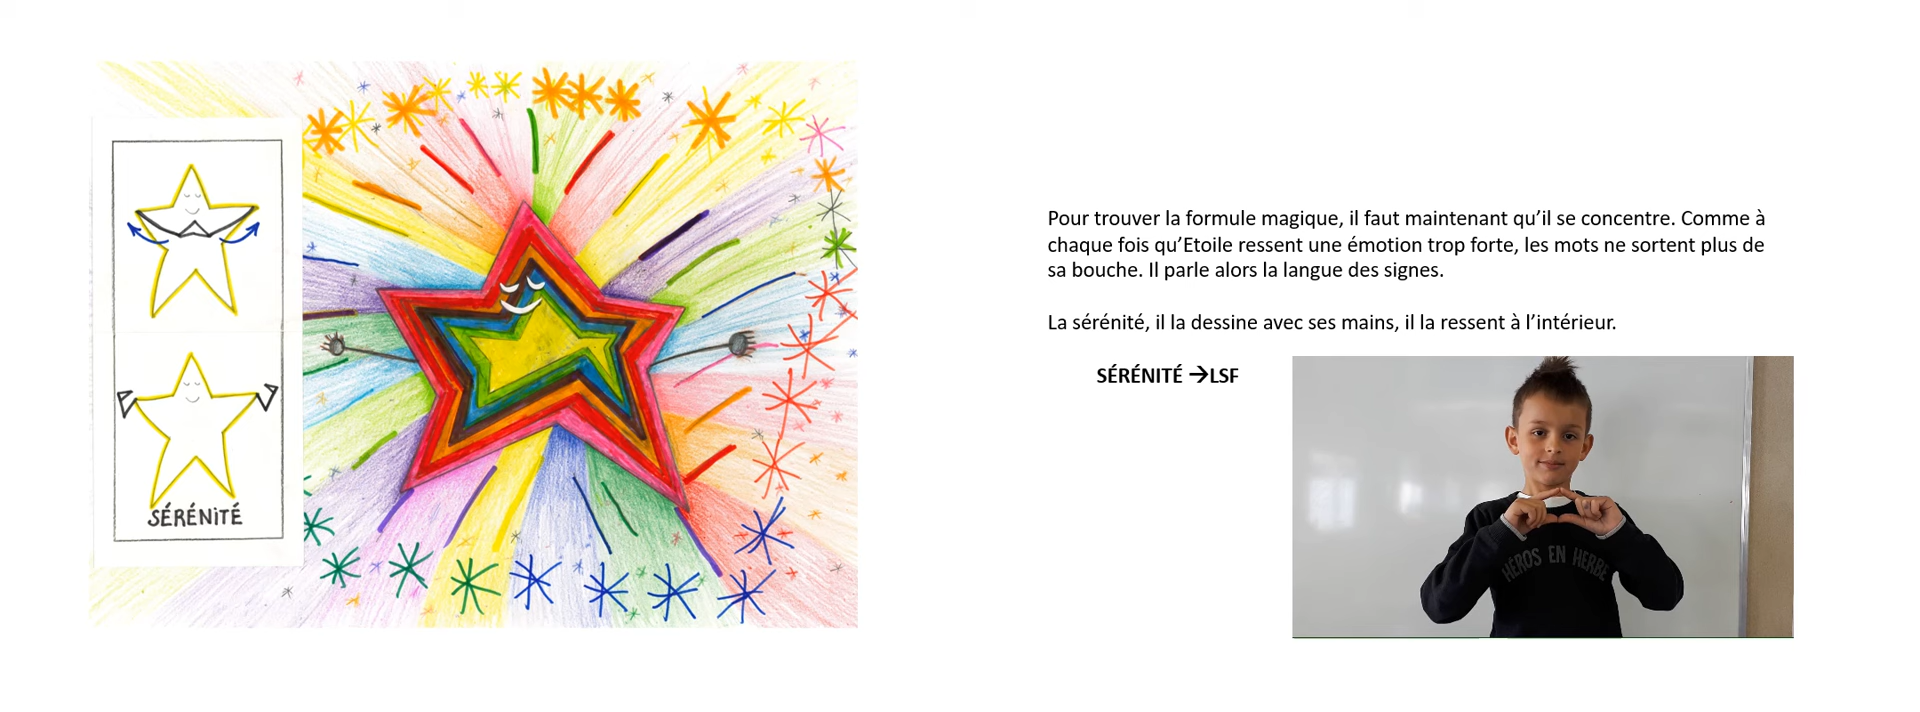 SÉRÉNiTÉ
Pour trouver la formule magique, il faut maintenant qu’il se concentre. Comme à
chaque fois qu’Etoile ressent une émotion trop forte, les mots ne sortent plus de
sa bouche. Il parle alors la langue des signes.
La sérénité, il la dessine avec ses mains, il la ressent à l’intérieur.
SÉRÉNITÉ →LSF
HÉROS EN HERBE